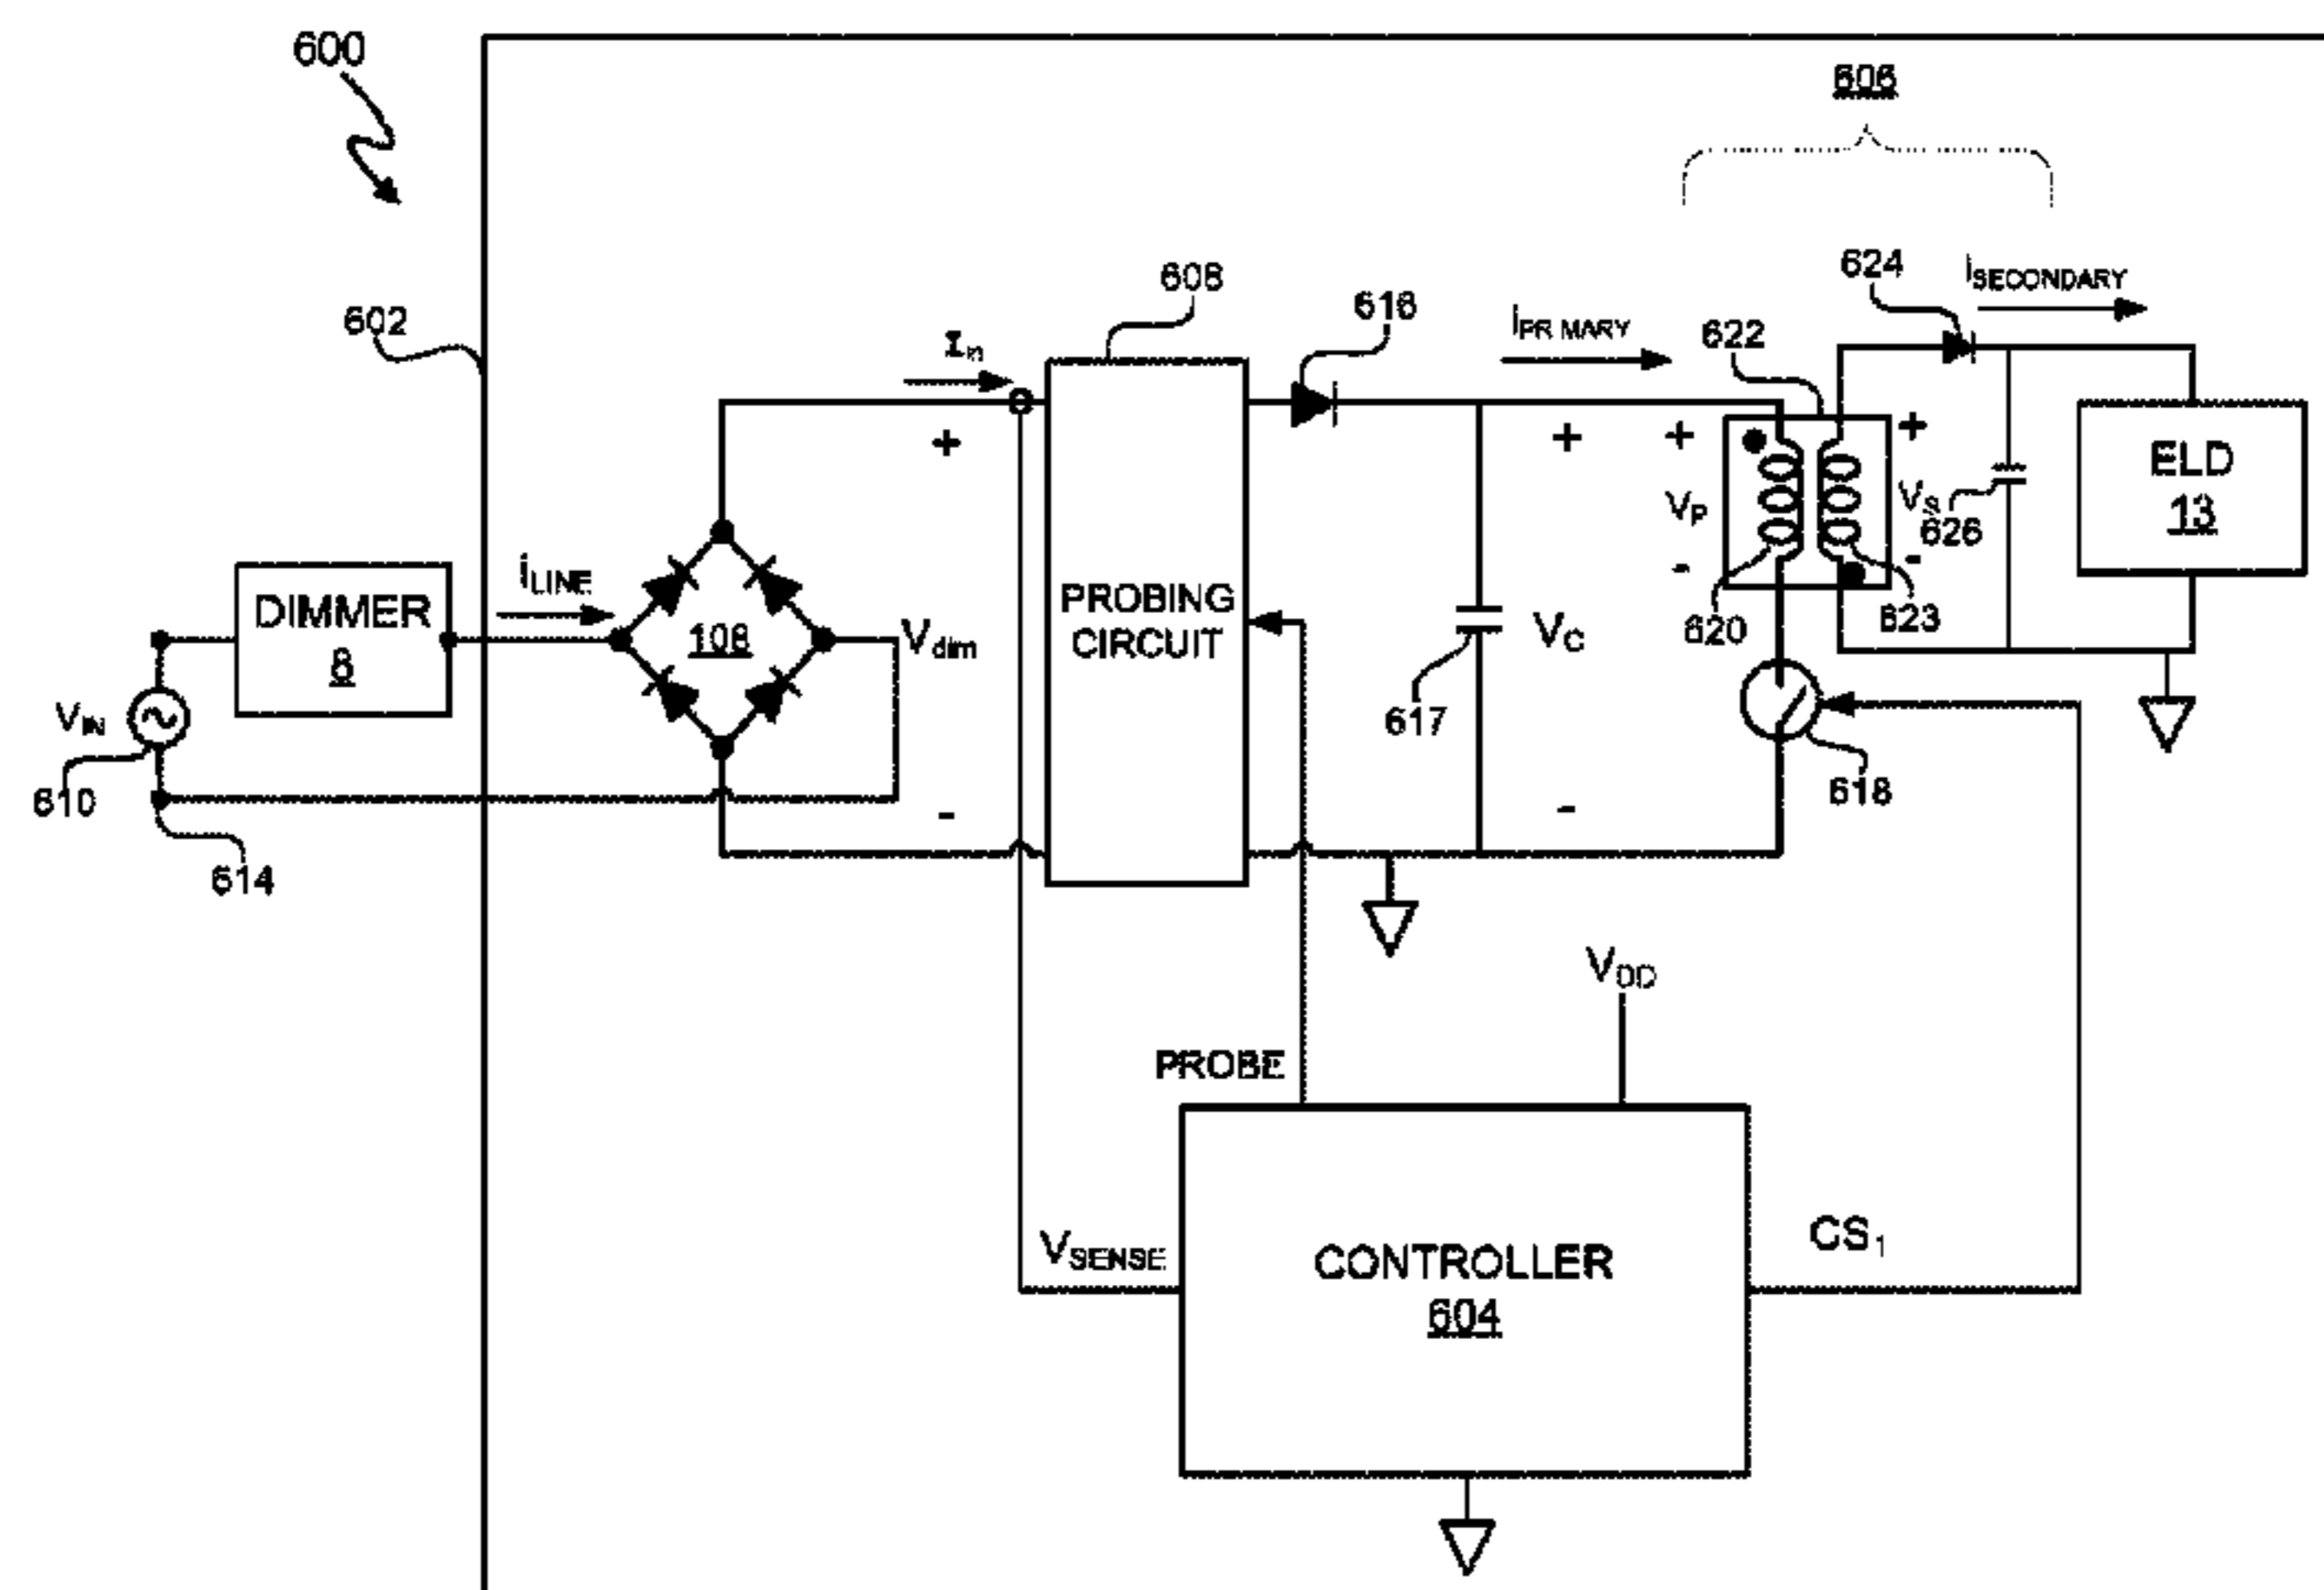 600
606
602
608
616
624
iSECONDARY
Iin
iPRIMARY
622
+
+
+
+
DIMMER
8
iLINE
108
Vdim
PROBING
CIRCUIT
VC
VP
VS
626
ELD
13
-
-
620
623
VIN
610
614
617
618
-
-
VDD
PROBE
VSENSE
CONTROLLER
604
CS1